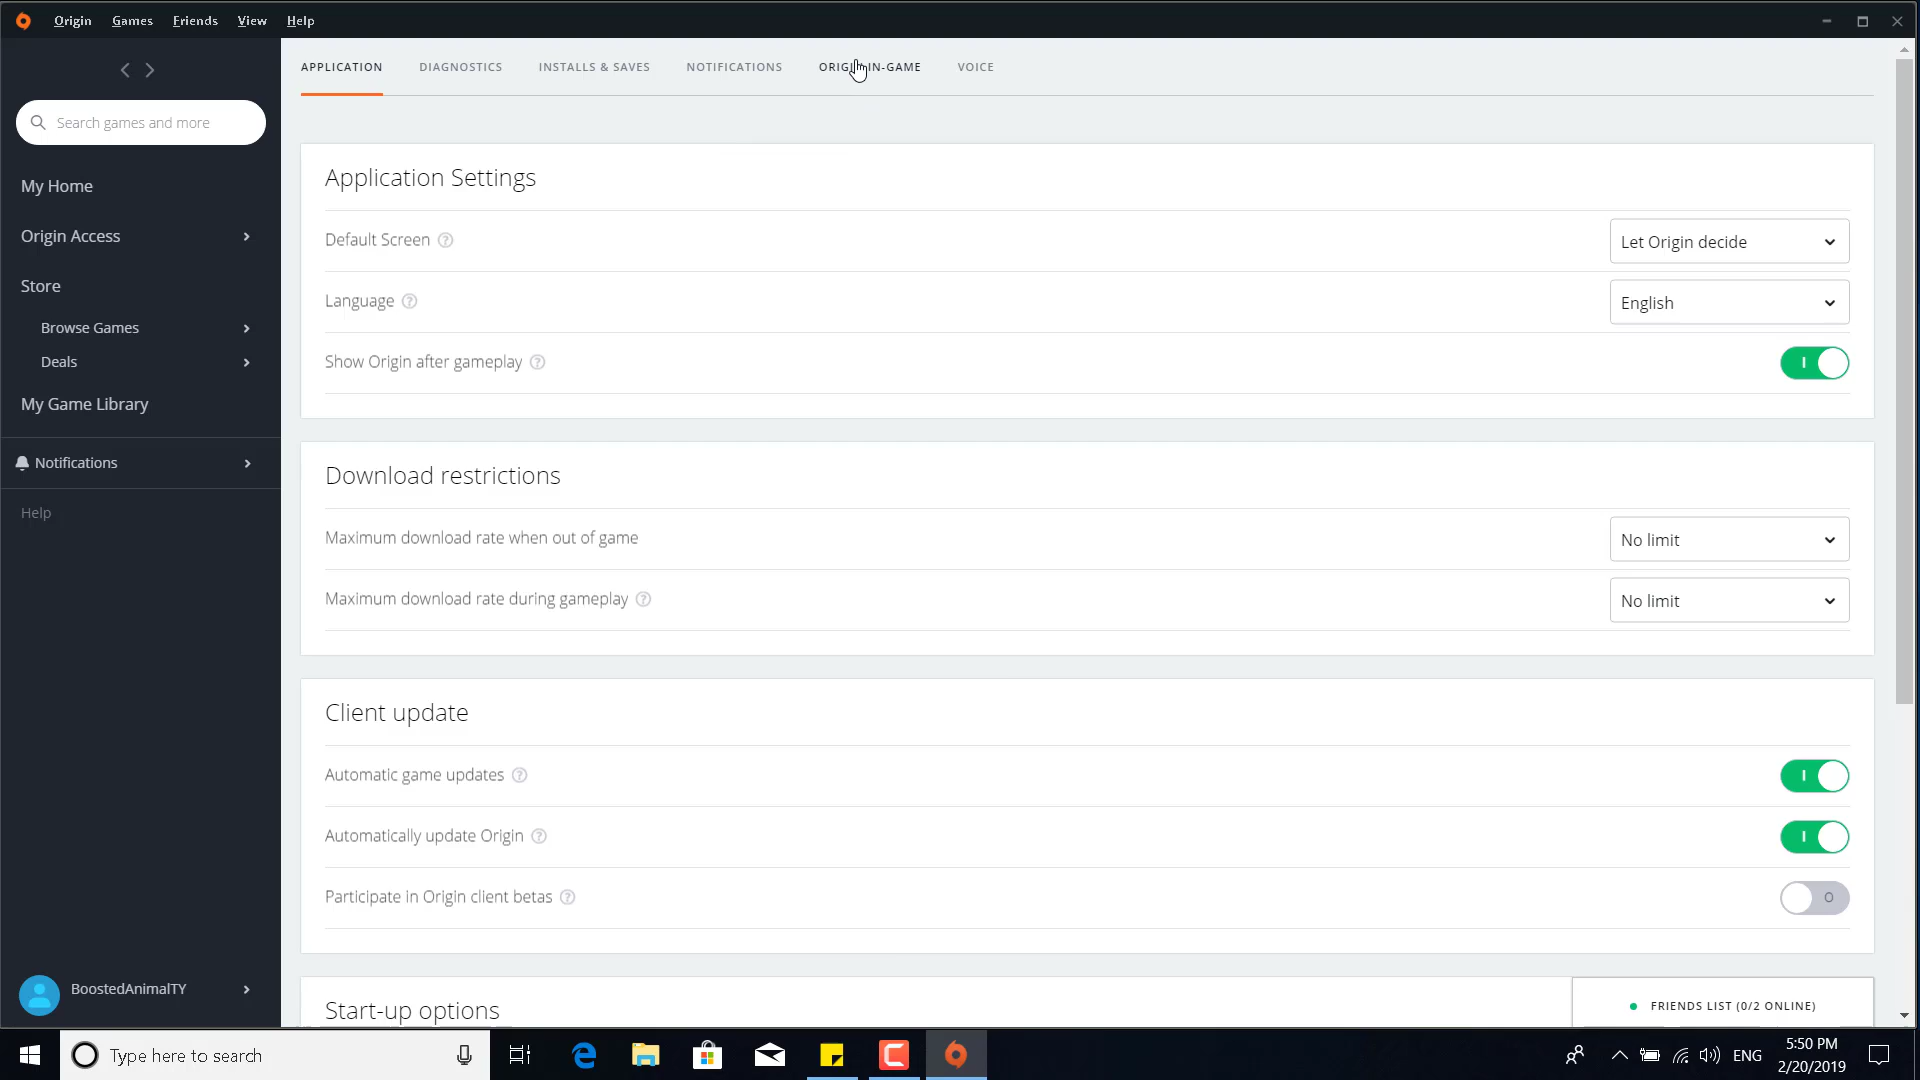 Origin Games Friends View Help
APPLICATION DIAGNOSTICS INSTALLS & SAVES NOTIFICATIONS ORIGIN IN-GAME VOICE
Search games and more
My Home
Origin Access
Store
Browse Games
Deals
My Game Library
Notifications
Help
BoostedAnimalTY
Application Settings
Default Screen ? Let Origin decide
Language ? English
Show Origin after gameplay ? I
Download restrictions
Maximum download rate when out of game No limit
Maximum download rate during gameplay ? No limit
Client update
Automatic game updates ? I
Automatically update Origin ? I
Participate in Origin client betas ? O
Start-up options
FRIENDS LIST (0/2 ONLINE)
Type here to search
ENG
5:50 PM
2/20/2019